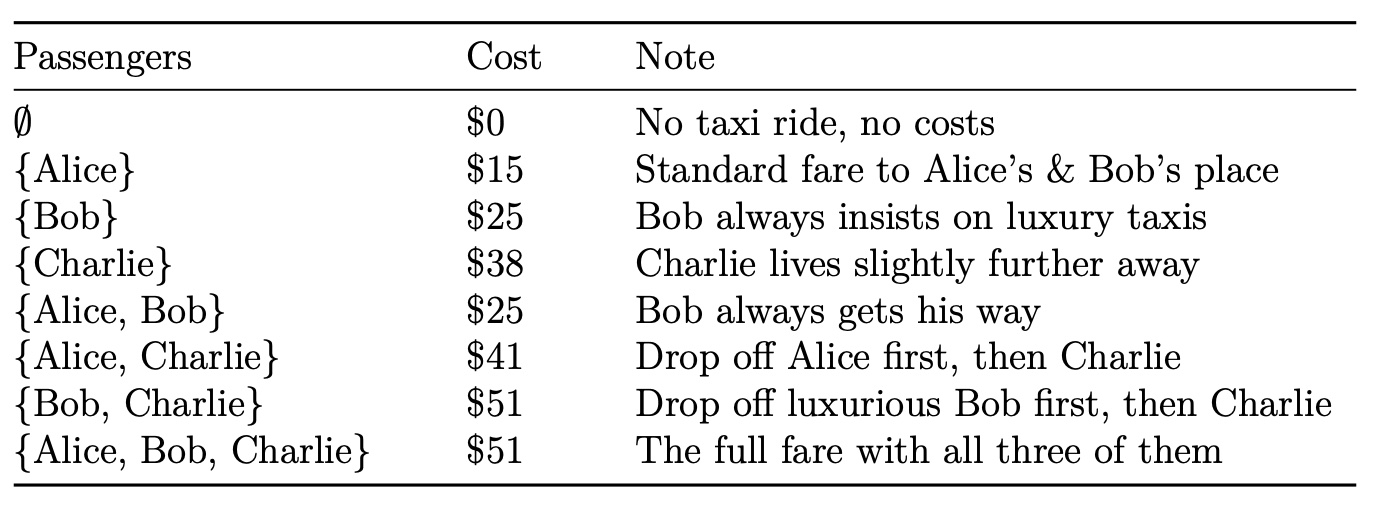 Passengers Cost Note
∅ $0 No taxi ride, no costs
{Alice} $15 Standard fare to Alice's & Bob's place
{Bob} $25 Bob always insists on luxury taxis
{Charlie} $38 Charlie lives slightly further away
{Alice, Bob} $25 Bob always gets his way
{Alice, Charlie} $41 Drop off Alice first, then Charlie
{Bob, Charlie} $51 Drop off luxurious Bob first, then Charlie
{Alice, Bob, Charlie} $51 The full fare with all three of them